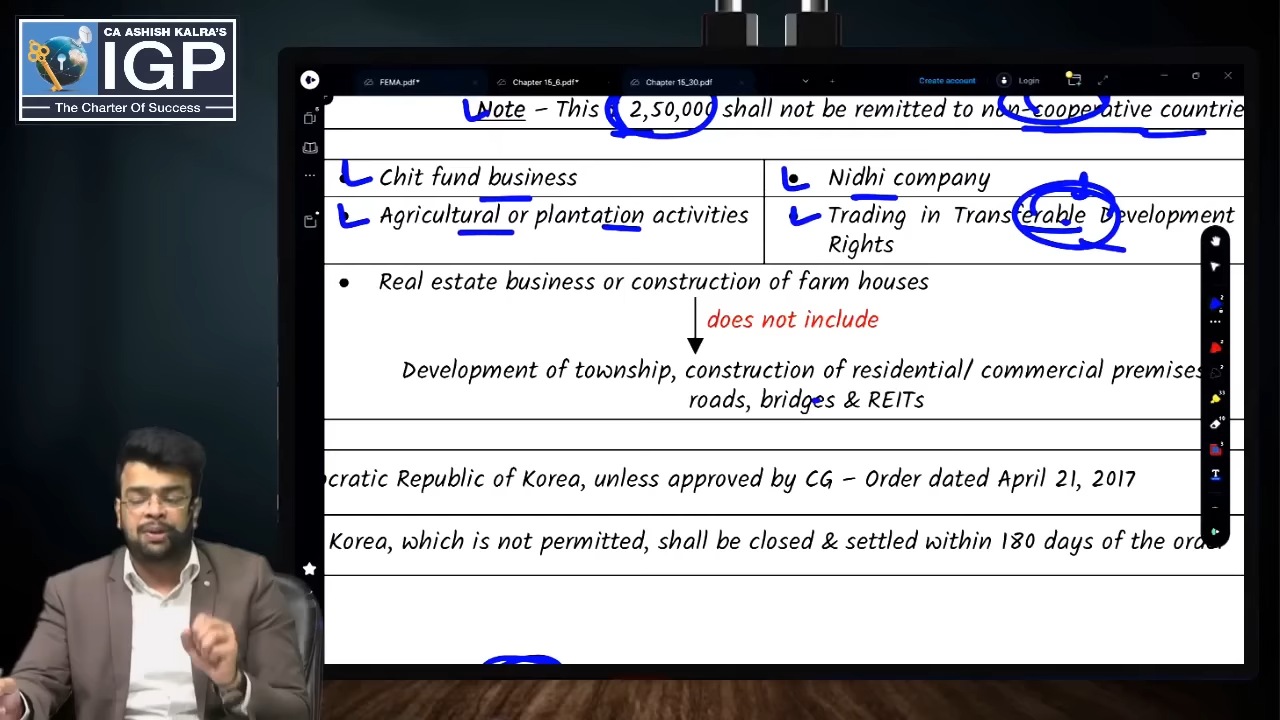 CA ASHISH KALRA'S
IGP
The Charter Of Success
FEMA.pdf*
Chapter 15_6.pdf*
Chapter 15_30.pdf
Create account
Login
Note – This 2,50,000 shall not be remitted to non-cooperative countrie
Chit fund business
Nidhi company
Agricultural or plantation activities
Trading in Transferable Development
Rights
Real estate business or construction of farm houses
does not include
Development of township, construction of residential/ commercial premises
roads, bridges & REITs
ocratic Republic of Korea, unless approved by CG – Order dated April 21, 2017
Korea, which is not permitted, shall be closed & settled within 180 days of the order